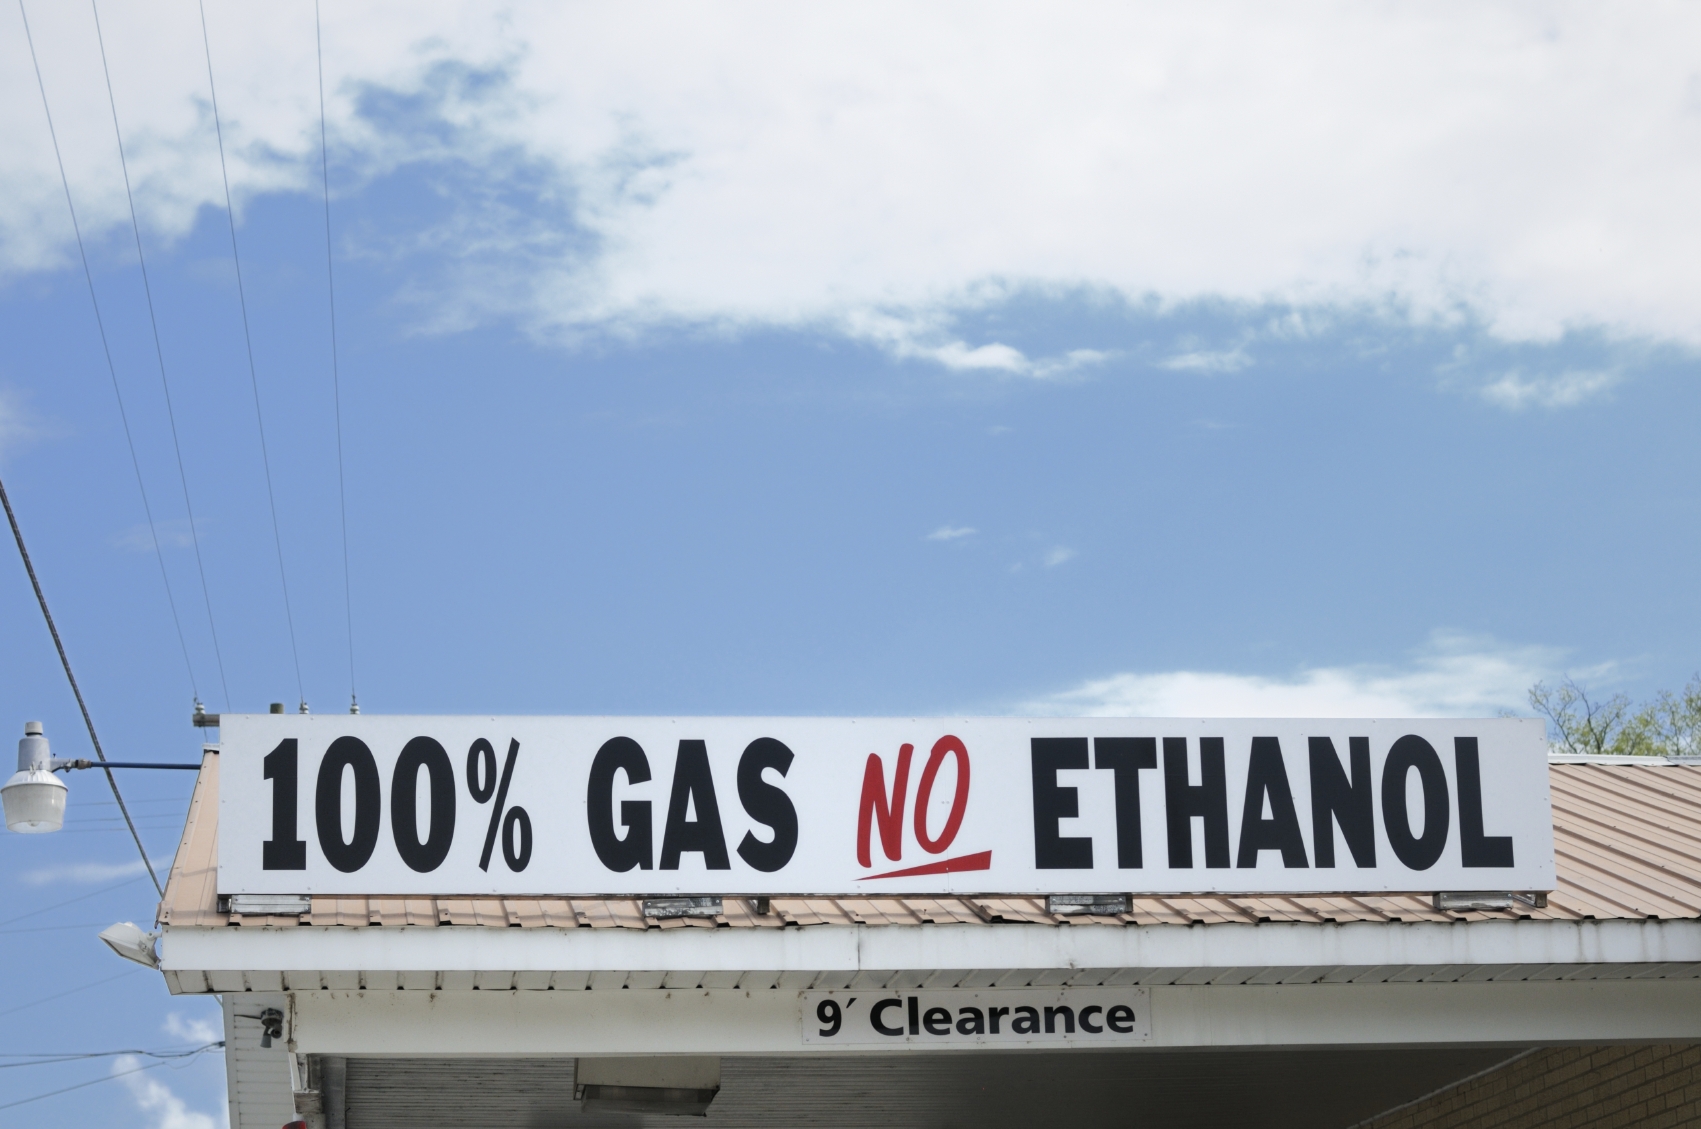 100% GAS NO ETHANOL
9′ Clearance